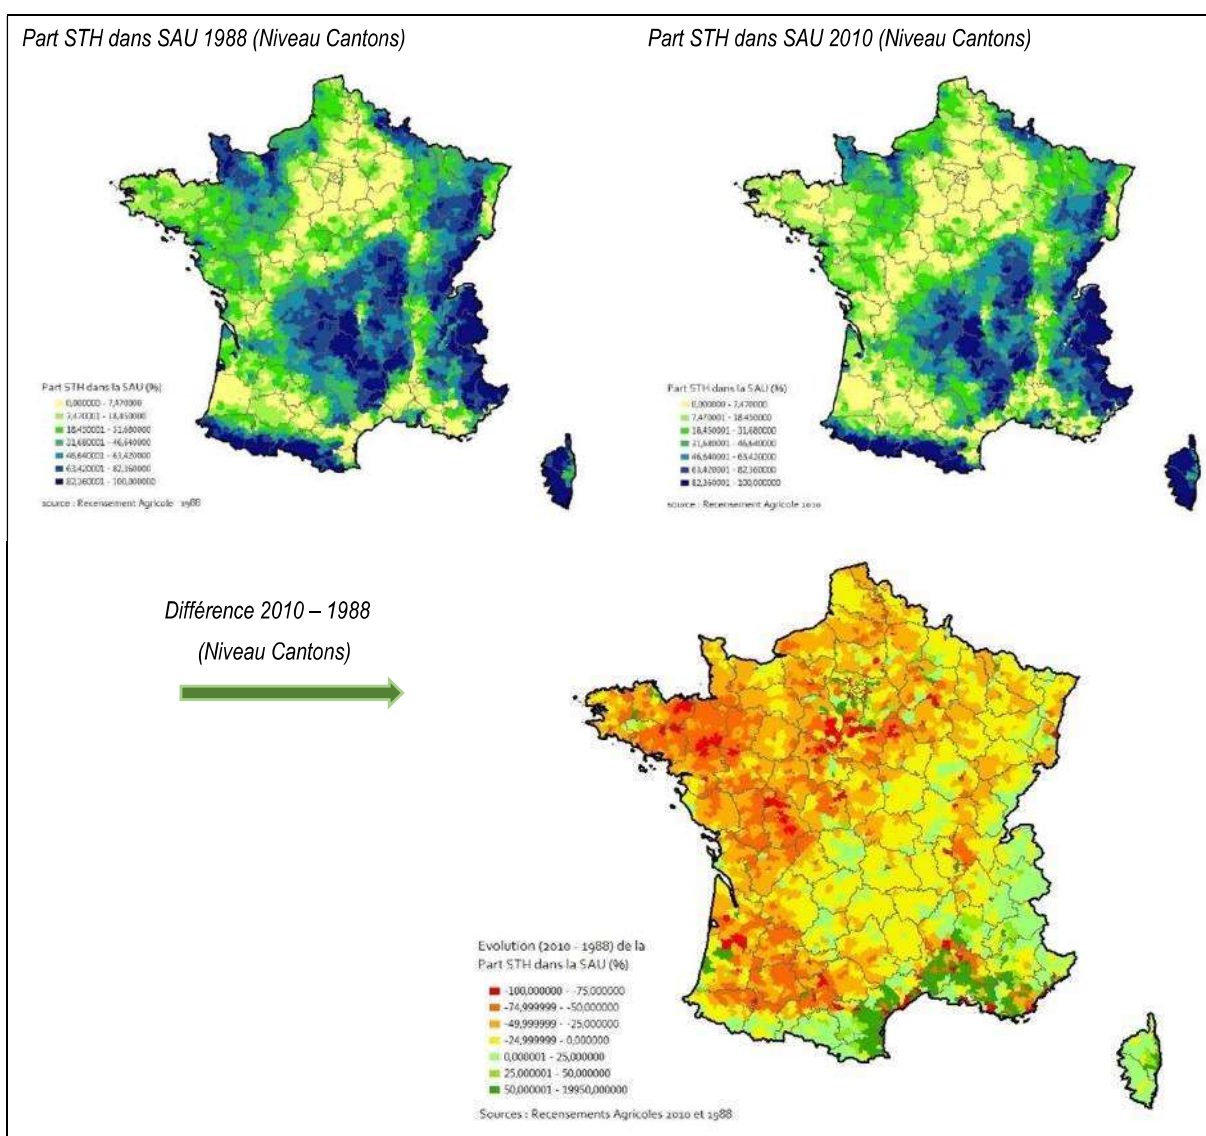 Part STH dans SAU 1988 (Niveau Cantons)
Part STH dans SAU 2010 (Niveau Cantons)
Part STH dans la SAU (%)
0,000000 - 7,470000
7,470001 - 18,450000
18,450001 - 31,680000
31,680001 - 46,640000
46,640001 - 63,420000
63,420001 - 82,360000
82,360001 - 100,000000
source : Recensement Agricole 1988
Part STH dans la SAU (%)
0,000000 - 7,470000
7,470001 - 18,450000
18,450001 - 31,680000
31,680001 - 46,640000
46,640001 - 63,420000
63,420001 - 82,360000
82,360001 - 100,000000
source : Recensement Agricole 2010
Différence 2010 – 1988
(Niveau Cantons)
Evolution (2010 - 1988) de la
Part STH dans la SAU (%)
-100,000000 - -75,000000
-74,999999 - -50,000000
-49,999999 - -25,000000
-24,999999 - 0,000000
0,000001 - 25,000000
25,000001 - 50,000000
50,000001 - 19950,000000
Sources : Recensements Agricoles 2010 et 1988